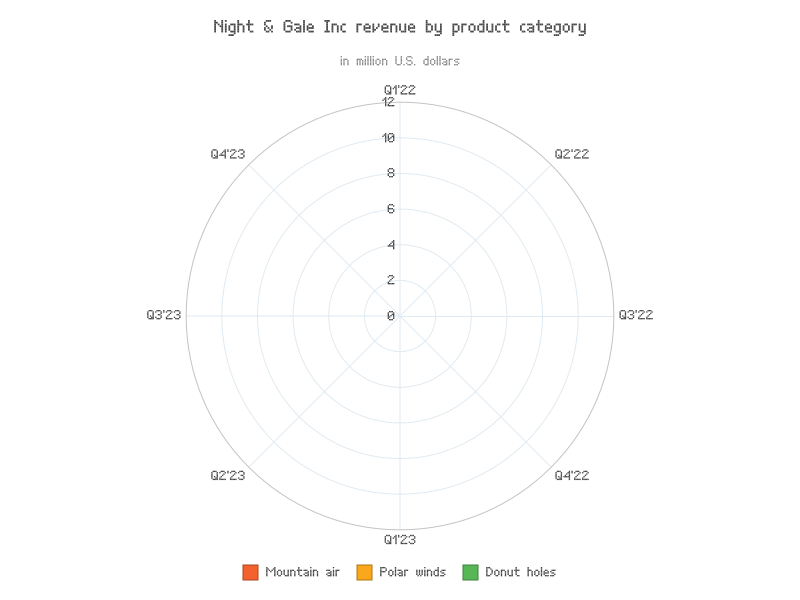 Night & Gale Inc revenue by product category
in million U.S. dollars
Q1'22
12
10
Q4'23
Q2'22
8
6
4
2
Q3'23
0
Q3'22
Q2'23
Q4'22
Q1'23
Mountain air
Polar winds
Donut holes